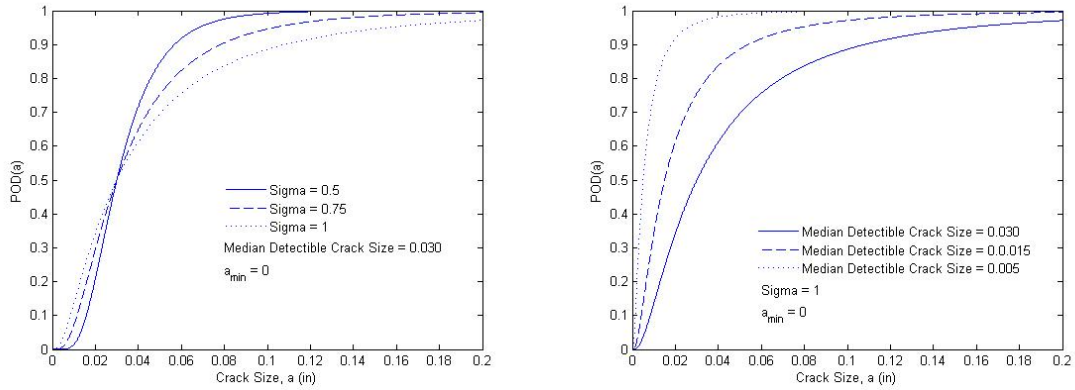 1
0.9
0.8
0.7
0.6
0.5
0.4
0.3
0.2
0.1
0
POD(a)
Sigma = 0.5
Sigma = 0.75
Sigma = 1
Median Detectible Crack Size = 0.030
amin = 0
0 0.02 0.04 0.06 0.08 0.1 0.12 0.14 0.16 0.18 0.2
Crack Size, a (in)
1
0.9
0.8
0.7
0.6
0.5
0.4
0.3
0.2
0.1
0
POD(a)
Median Detectible Crack Size = 0.030
Median Detectible Crack Size = 0.0.015
Median Detectible Crack Size = 0.005
Sigma = 1
amin = 0
0 0.02 0.04 0.06 0.08 0.1 0.12 0.14 0.16 0.18 0.2
Crack Size, a (in)